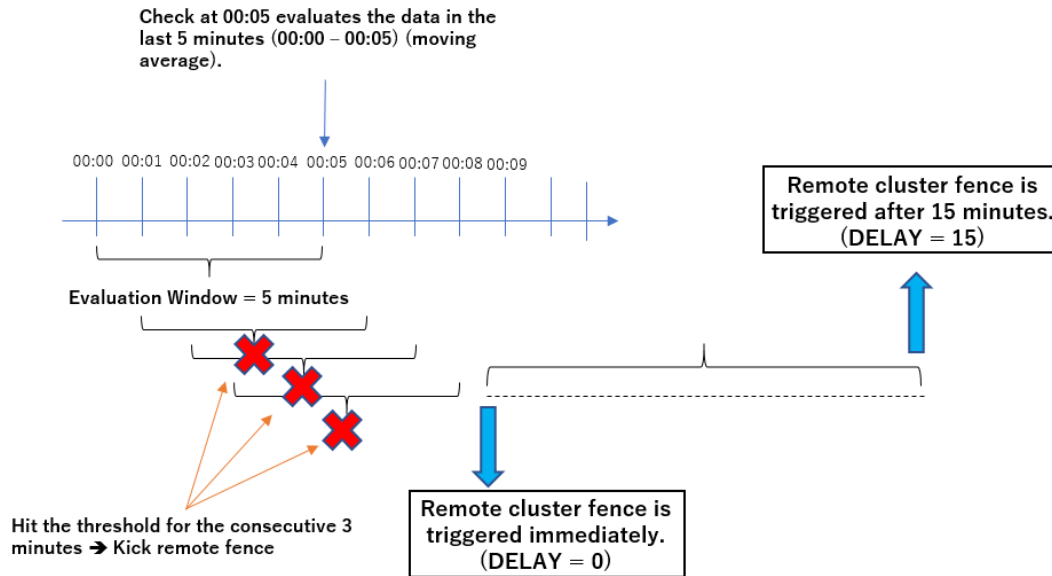 Check at 00:05 evaluates the data in the
last 5 minutes (00:00 – 00:05) (moving
average).
00:00 00:01 00:02 00:03 00:04 00:05 00:06 00:07 00:08 00:09
Remote cluster fence is
triggered after 15 minutes.
(DELAY = 15)
Evaluation Window = 5 minutes
Hit the threshold for the consecutive 3
minutes ➔ Kick remote fence
Remote cluster fence is
triggered immediately.
(DELAY = 0)